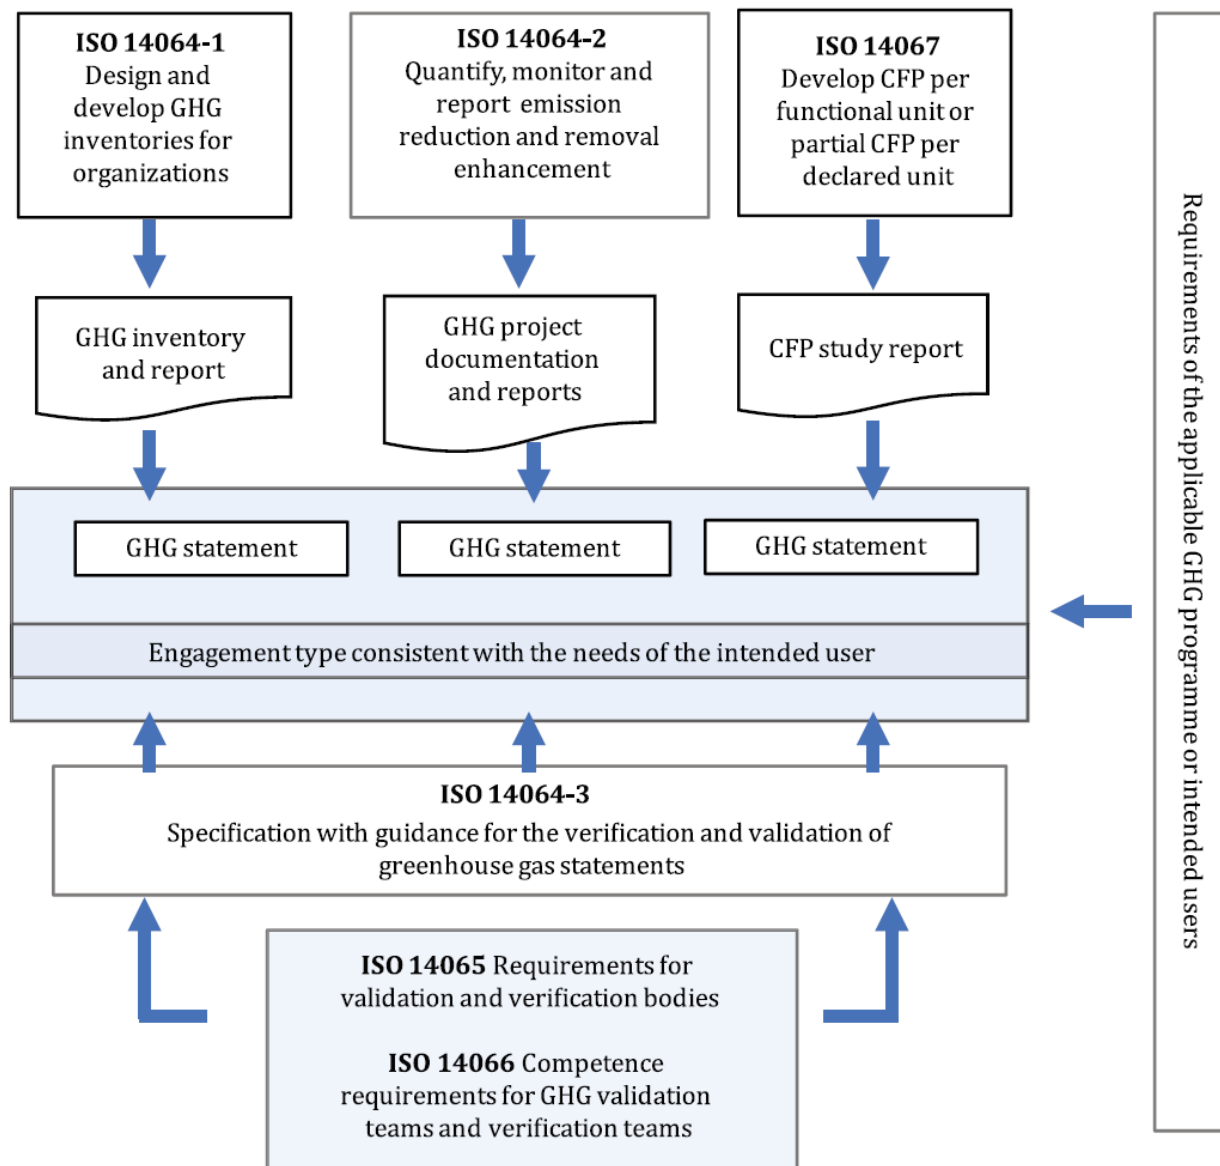 ISO 14064-1
Design and
develop GHG
inventories for
organizations
ISO 14064-2
Quantify, monitor and
report emission
reduction and removal
enhancement
ISO 14067
Develop CFP per
functional unit or
partial CFP per
declared unit
GHG inventory
and report
GHG project
documentation
and reports
CFP study report
GHG statement
GHG statement
GHG statement
Engagement type consistent with the needs of the intended user
ISO 14064-3
Specification with guidance for the verification and validation of
greenhouse gas statements
ISO 14065 Requirements for
validation and verification bodies
ISO 14066 Competence
requirements for GHG validation
teams and verification teams
Requirements of the applicable GHG programme or intended users